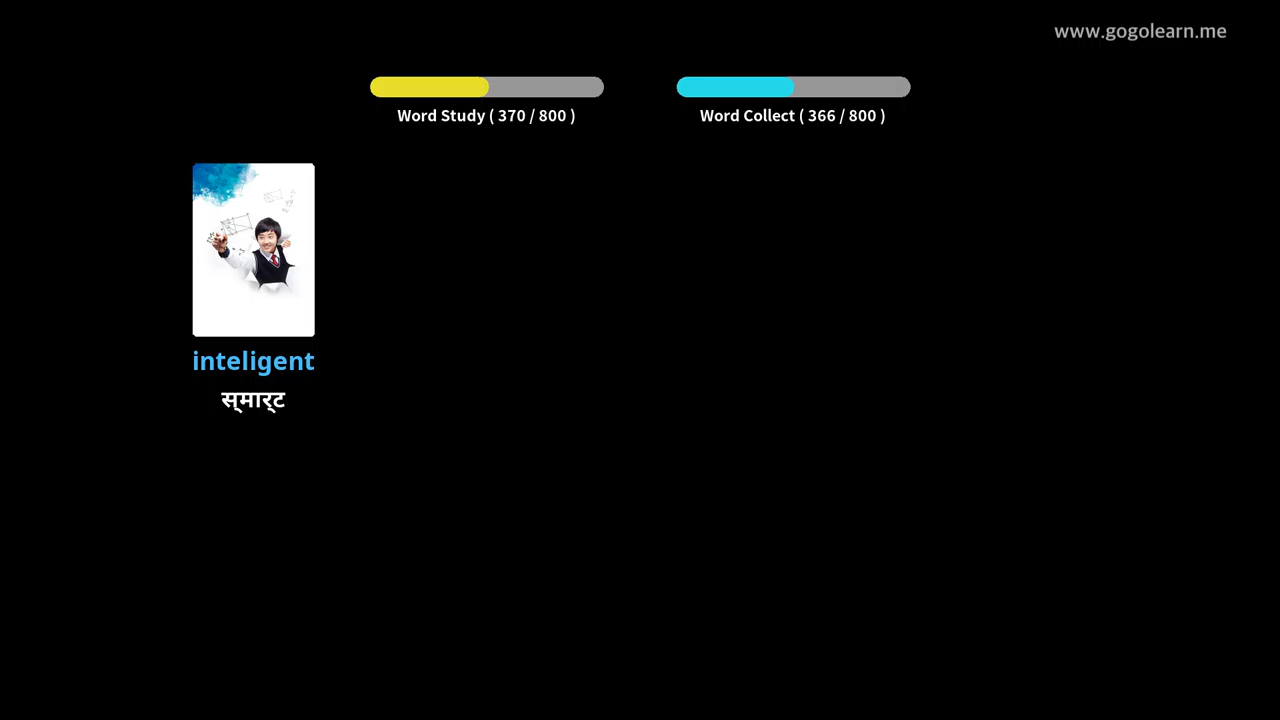 www.gogolearn.me
Word Study ( 370 / 800 )
Word Collect ( 366 / 800 )
inteligent
स्मार्ट